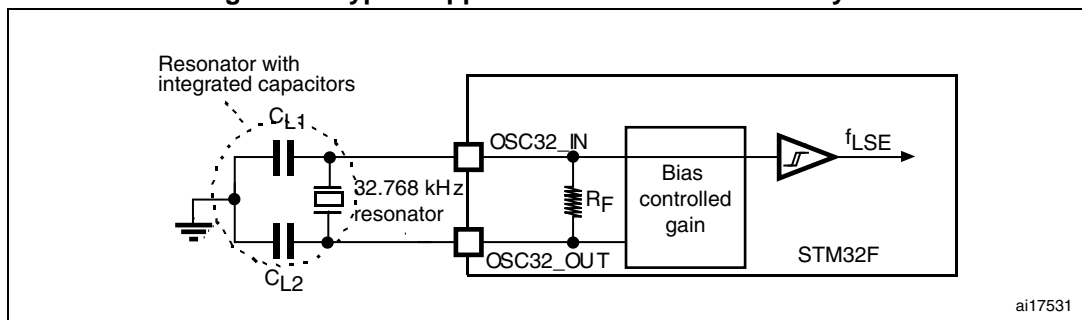 Resonator with
integrated capacitors
CL1
OSC32_IN
fLSE
32.768 kHz
resonator
RF
Bias
controlled
gain
OSC32_OUT
STM32F
CL2
ai17531